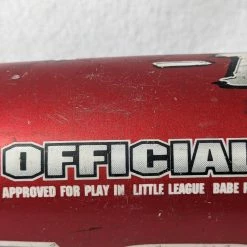 OFFICIAL
APPROVED FOR PLAY IN LITTLE LEAGUE BABE